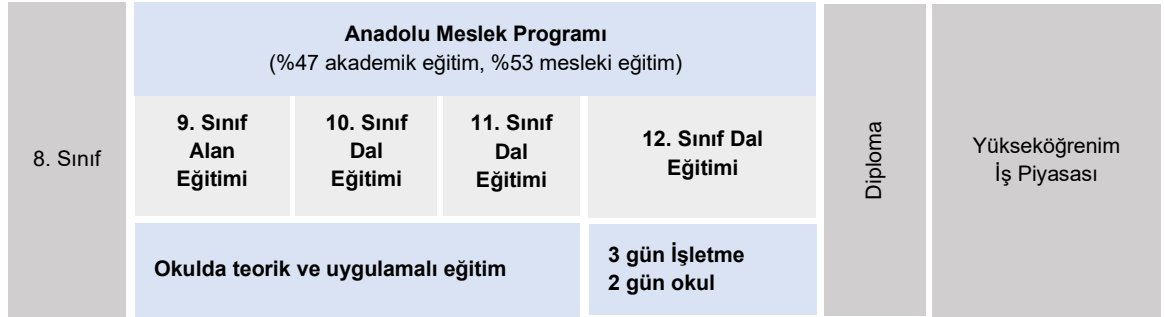 8. Sınıf
Anadolu Meslek Programı
(%47 akademik eğitim, %53 mesleki eğitim)
9. Sınıf
Alan
Eğitimi
10. Sınıf
Dal
Eğitimi
11. Sınıf
Dal
Eğitimi
12. Sınıf Dal
Eğitimi
Okulda teorik ve uygulamalı eğitim
3 gün İşletme
2 gün okul
Diploma
Yükseköğrenim
İş Piyasası